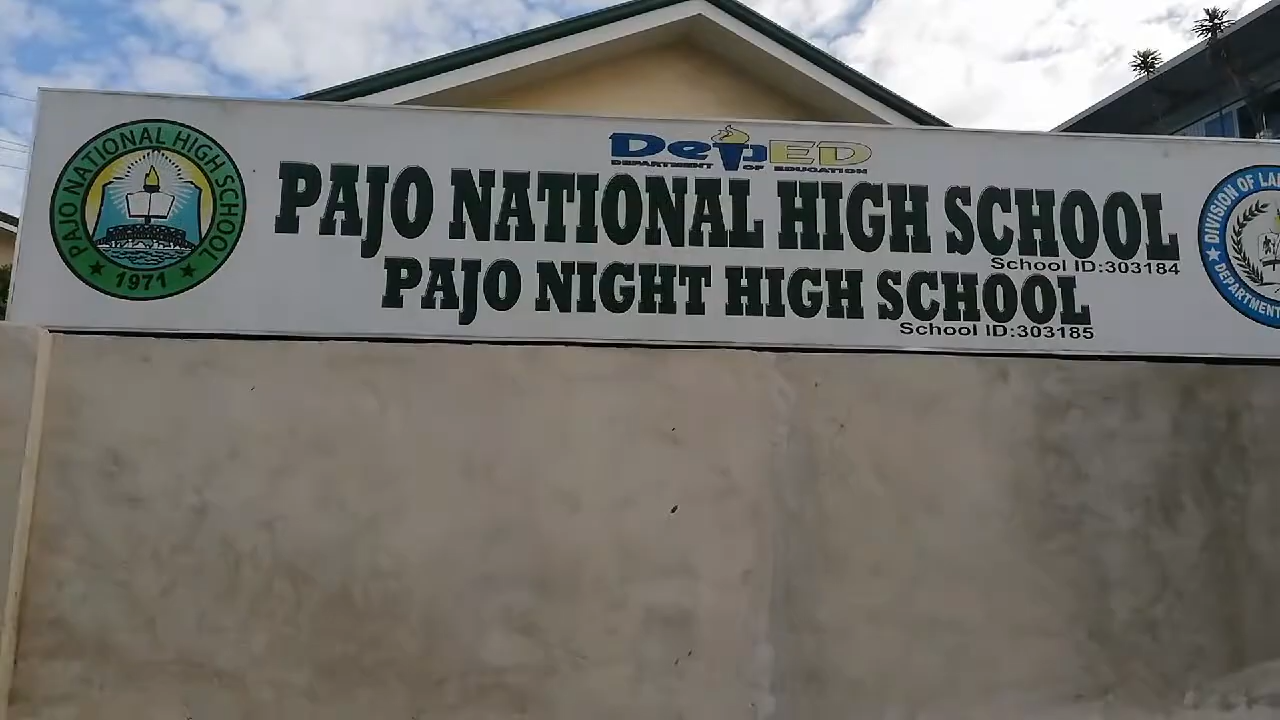 PAJO NATIONAL HIGH SCHOOL
1971
DepED
DEPARTMENT OF EDUCATION
PAJO NATIONAL HIGH SCHOOL
School ID:303184
PAJO NIGHT HIGH SCHOOL
School ID:303185
DIVISION OF
DEPARTMENT